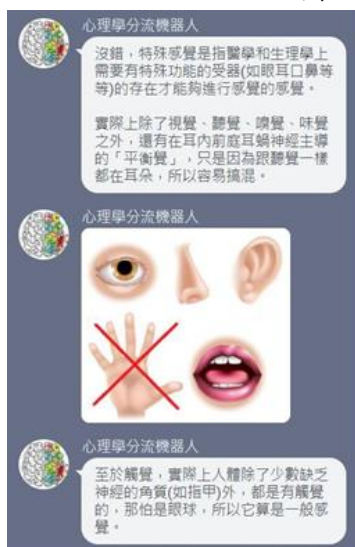 心理學分流機器人
沒錯，特殊感覺是指醫學和生理學上
需要有特殊功能的受器(如眼耳口鼻等
等)的存在才能夠進行感覺的感覺。
實際上除了視覺、聽覺、嗅覺、味覺
之外，還有在耳內前庭耳蝸神經主導
的「平衡覺」，只是因為跟聽覺一樣
都在耳朵，所以容易搞混。
心理學分流機器人
心理學分流機器人
至於觸覺，實際上人體除了少數缺乏
神經的角質(如指甲)外，都是有觸覺
的，那怕是眼球，所以它算是一般感
覺。